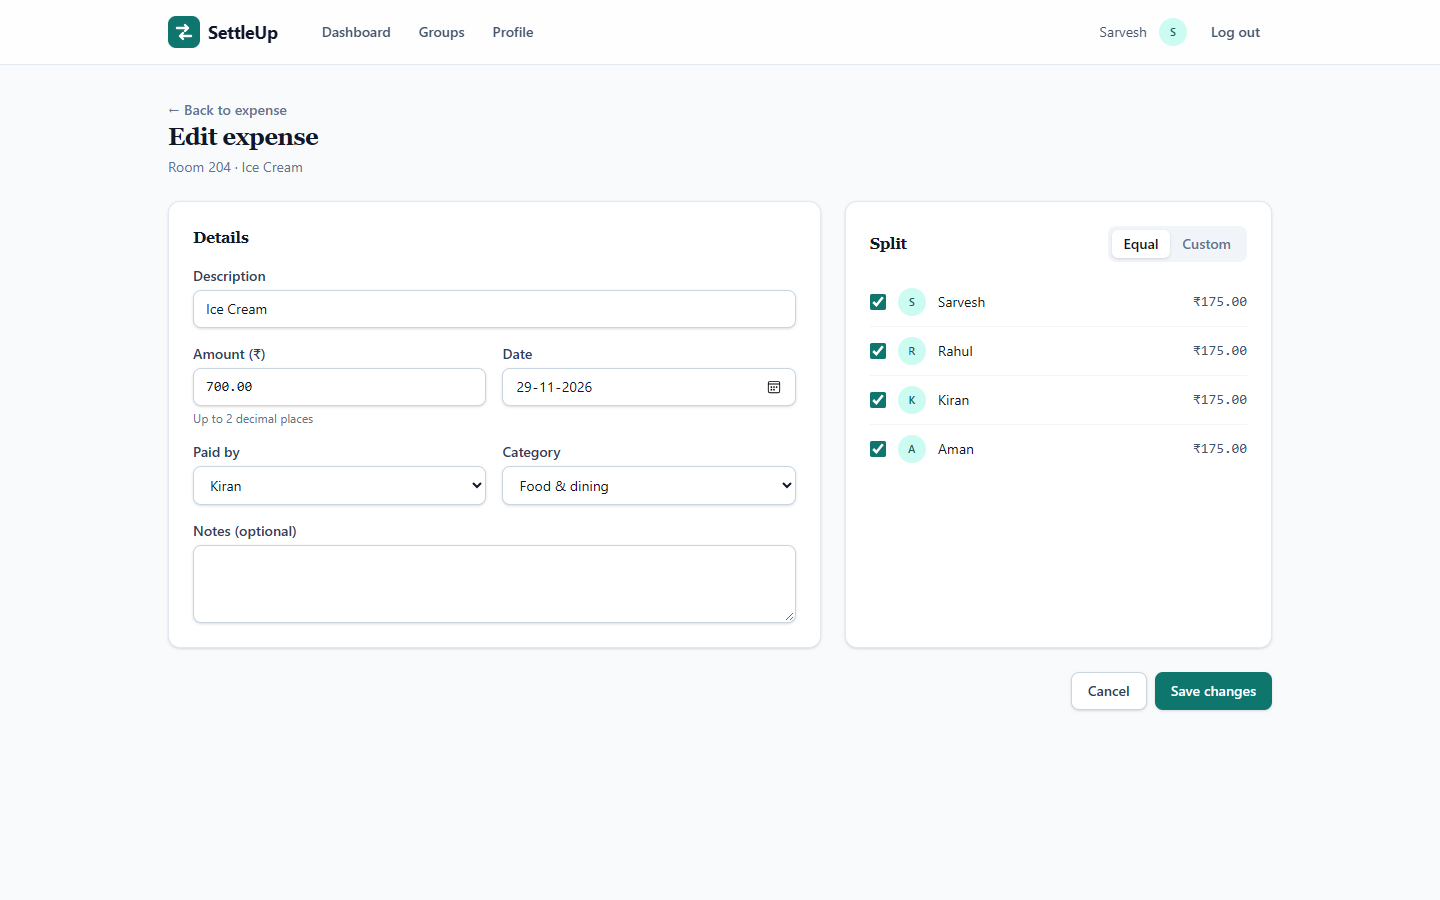 SettleUp
Dashboard Groups Profile
Sarvesh S Log out
← Back to expense
Edit expense
Room 204 · Ice Cream
Details
Description
Ice Cream
Amount (₹) Date
700.00 29-11-2026
Up to 2 decimal places
Paid by Category
Kiran Food & dining
Notes (optional)
Split Equal Custom
S Sarvesh ₹175.00
R Rahul ₹175.00
K Kiran ₹175.00
A Aman ₹175.00
Cancel Save changes